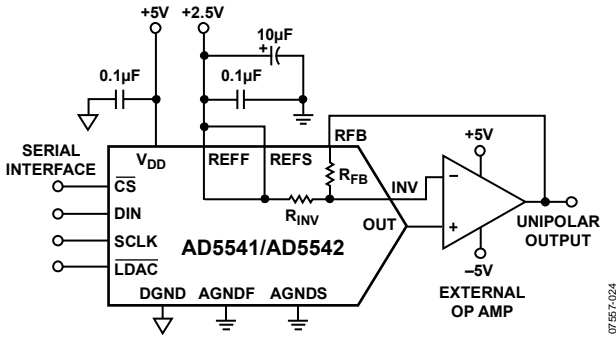 +5V
+2.5V
10µF
+
0.1µF
0.1µF
SERIAL
INTERFACE
VDD
REFF
REFS
RFB
+5V
CS
RFB
INV
–
DIN
RINV
OUT
+
UNIPOLAR
OUTPUT
SCLK
AD5541/AD5542
LDAC
–5V
DGND
AGNDF
AGNDS
EXTERNAL
OP AMP
07557-024